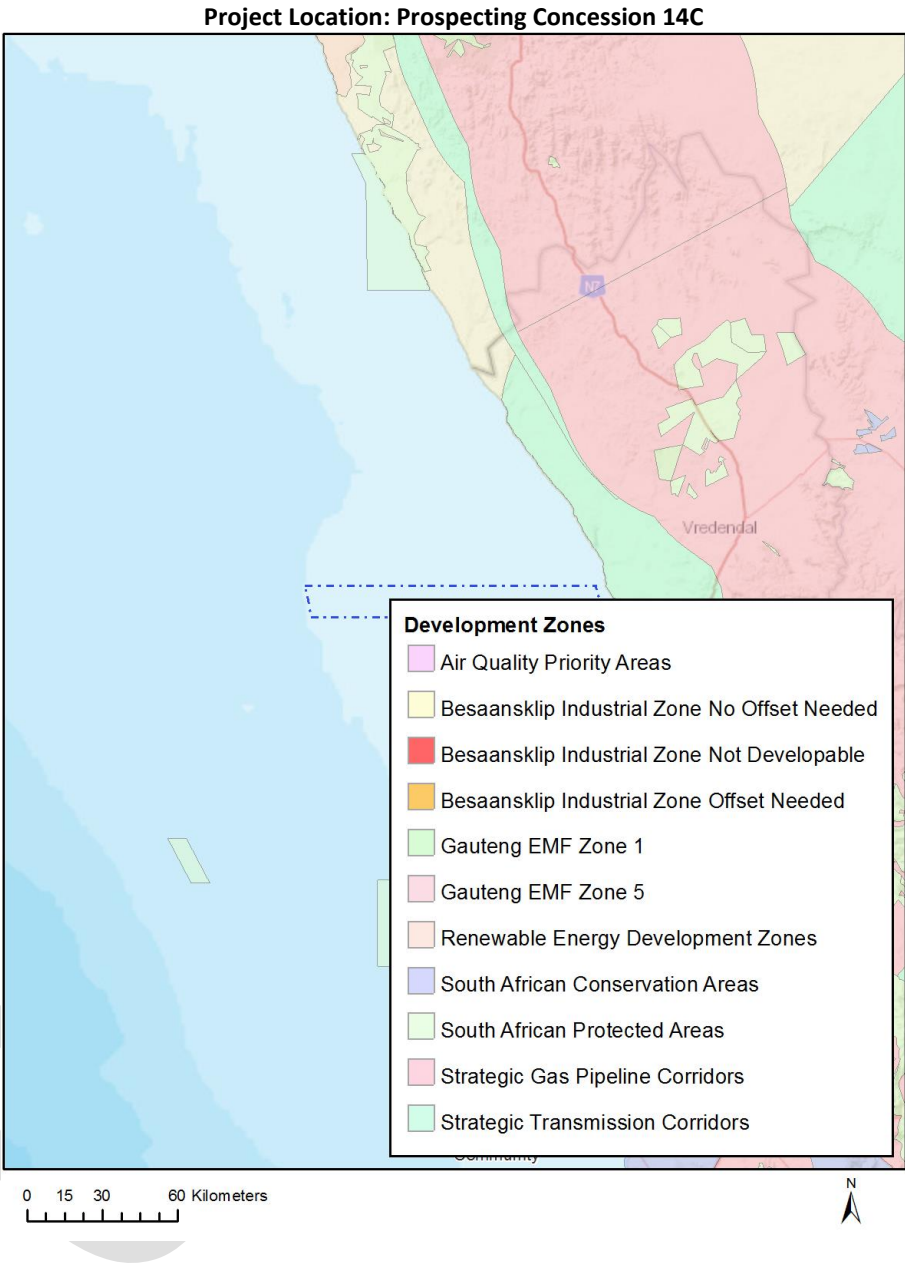 Project Location: Prospecting Concession 14C
N7
Vredendal
Development Zones
Air Quality Priority Areas
Besaansklip Industrial Zone No Offset Needed
Besaansklip Industrial Zone Not Developable
Besaansklip Industrial Zone Offset Needed
Gauteng EMF Zone 1
Gauteng EMF Zone 5
Renewable Energy Development Zones
South African Conservation Areas
South African Protected Areas
Strategic Gas Pipeline Corridors
Strategic Transmission Corridors
Community
0 15 30 60 Kilometers
N